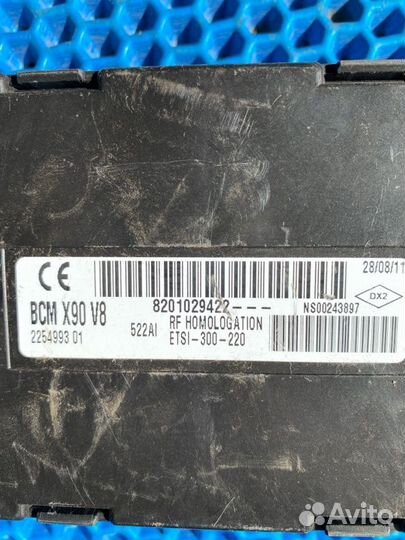 CE
28/08/11
BCM X90 V8
8201029422---
NS00243897
DX2
2254993 01
522AI
RF HOMOLOGATION
ETSI-300-220
Avito